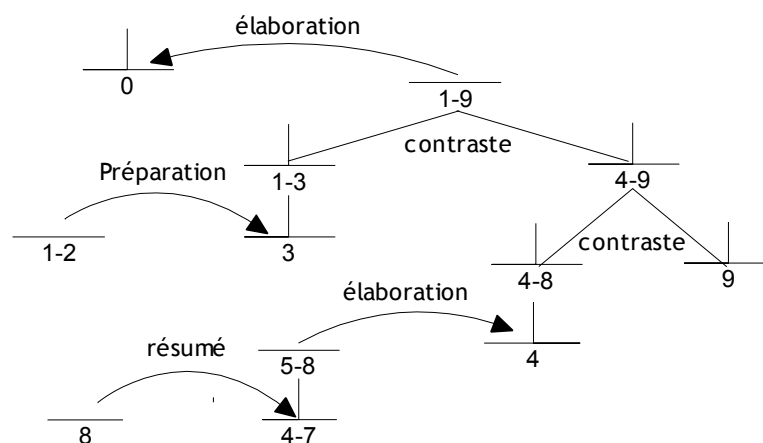 élaboration
0
1-9
contraste
1-3
4-9
Préparation
contraste
1-2
3
4-8
9
élaboration
résumé
5-8
4
8
4-7